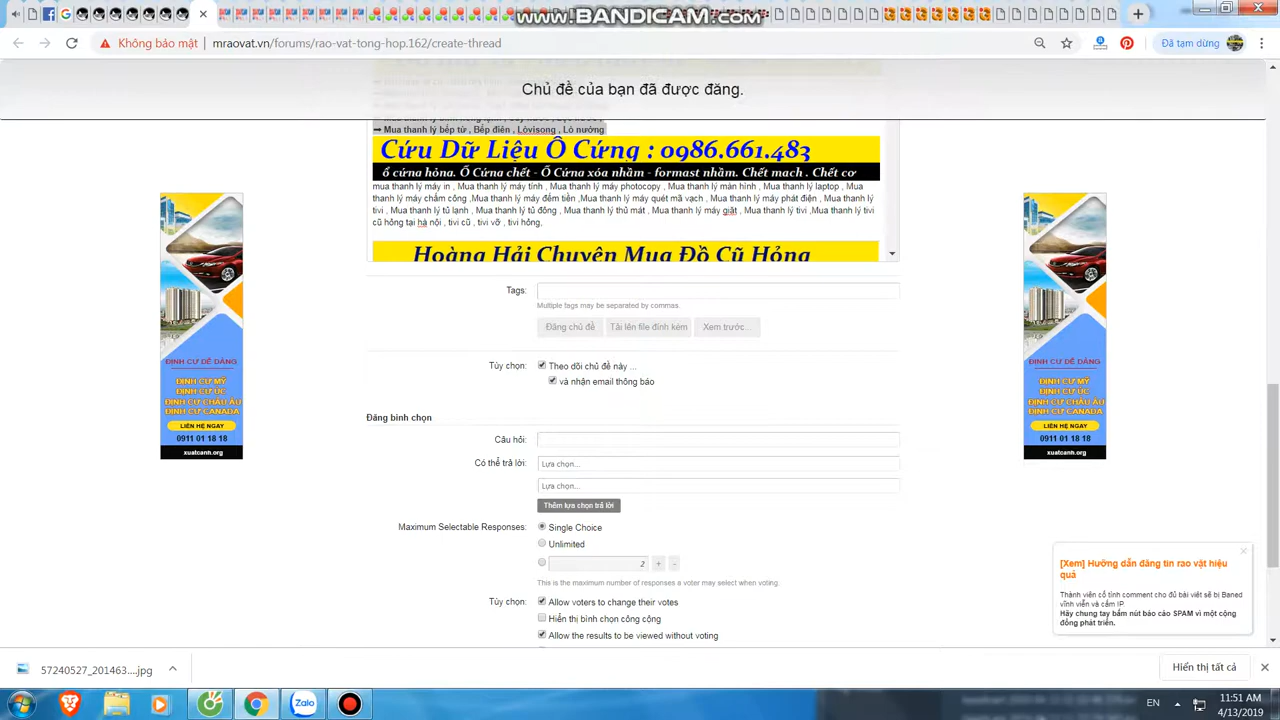 www.BANDICAM.com
Không bảo mật
mraovat.vn/forums/rao-vat-tong-hop.162/create-thread
Đã tạm dừng
Chủ đề của bạn đã được đăng.
➡ Mua thanh lý bếp từ , Bếp điên , Lôvisong , Lò nướng
Cứu Dữ Liệu Ổ Cứng : 0986.661.483
ổ cứng hỏng. Ổ Cứng chết - Ổ Cứng xóa nhầm - formast nhầm. Chết mach . Chết cơ
mua thanh lý máy in , Mua thanh lý máy tính , Mua thanh lý máy photocopy , Mua thanh lý màn hình , Mua thanh lý laptop , Mua
thanh lý máy chấm công ,Mua thanh lý máy đếm tiền ,Mua thanh lý máy quét mã vạch , Mua thanh lý máy phát điện , Mua thanh lý
tivi , Mua thanh lý tủ lạnh , Mua thanh lý tủ đông , Mua thanh lý thủ mát , Mua thanh lý máy giặt , Mua thanh lý tivi ,Mua thanh lý tivi
cũ hỏng tại hà nội , tivi cũ , tivi vỡ , tivi hỏng,
Hoàng Hải Chuyên Mua Đồ Cũ Hỏng
Tags:
Multiple tags may be separated by commas.
Đăng chủ đề
Tải lên file đính kèm
Xem trước...
Tùy chọn:
Theo dõi chủ đề này ...
và nhận email thông báo
Đăng bình chọn
Câu hỏi:
Có thể trả lời:
Lựa chọn...
Lựa chọn...
Thêm lựa chọn trả lời
Maximum Selectable Responses:
Single Choice
Unlimited
2
+
-
This is the maximum number of responses a voter may select when voting.
Tùy chọn:
Allow voters to change their votes
Hiển thị bình chọn công cộng
Allow the results to be viewed without voting
ĐỊNH CƯ DỄ DÀNG
ĐỊNH CƯ MỸ
ĐỊNH CƯ ÚC
ĐỊNH CƯ CHÂU ÂU
ĐỊNH CƯ CANADA
LIÊN HỆ NGAY
0911 01 18 18
xuatcanh.org
ĐỊNH CƯ DỄ DÀNG
ĐỊNH CƯ MỸ
ĐỊNH CƯ ÚC
ĐỊNH CƯ CHÂU ÂU
ĐỊNH CƯ CANADA
LIÊN HỆ NGAY
0911 01 18 18
xuatcanh.org
[Xem] Hướng dẫn đăng tin rao vặt hiệu
quả
Thành viên cố tình comment cho đủ bài viết sẽ bị Baned
vĩnh viễn và cấm IP.
Hãy chung tay bấm nút báo cáo SPAM vì một cộng
đồng phát triển.
57240527_201463....jpg
Hiển thị tất cả
Zalo
EN
11:51 AM
4/13/2019